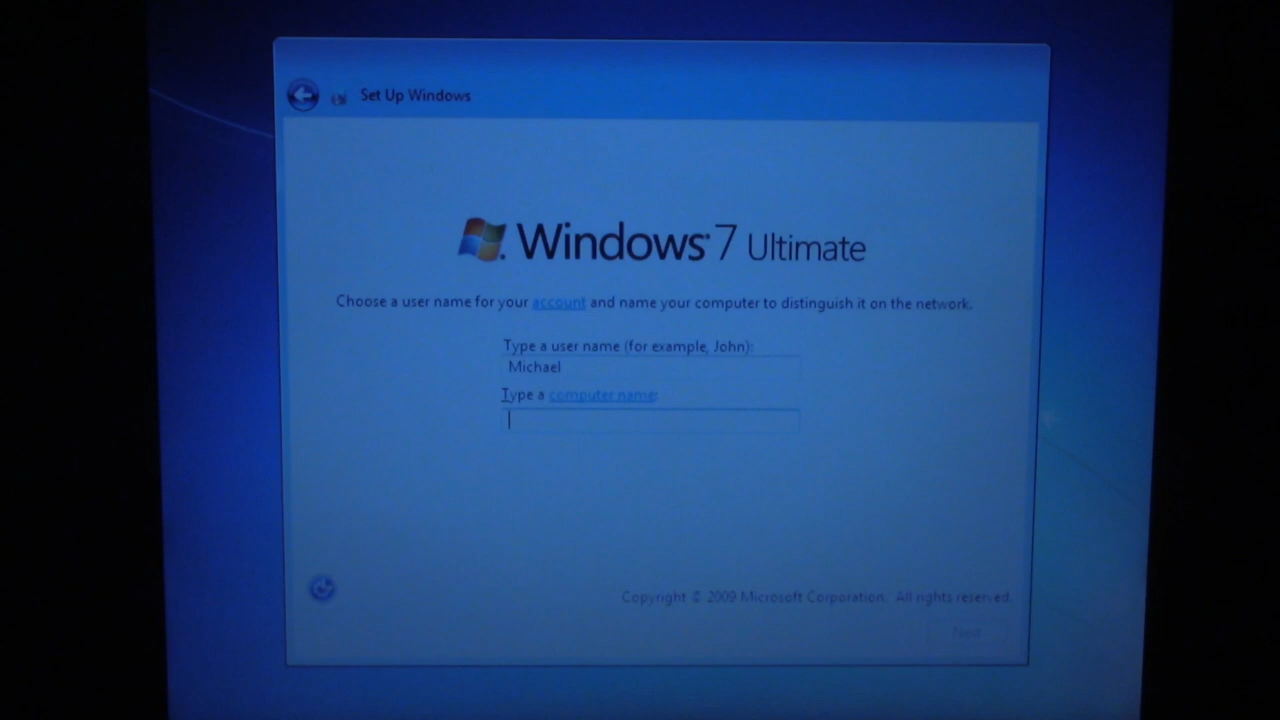 Set Up Windows
Windows 7 Ultimate
Choose a user name for your account and name your computer to distinguish it on the network.
Type a user name (for example, John):
Michael
Type a computer name:
Copyright © 2009 Microsoft Corporation. All rights reserved.
Next